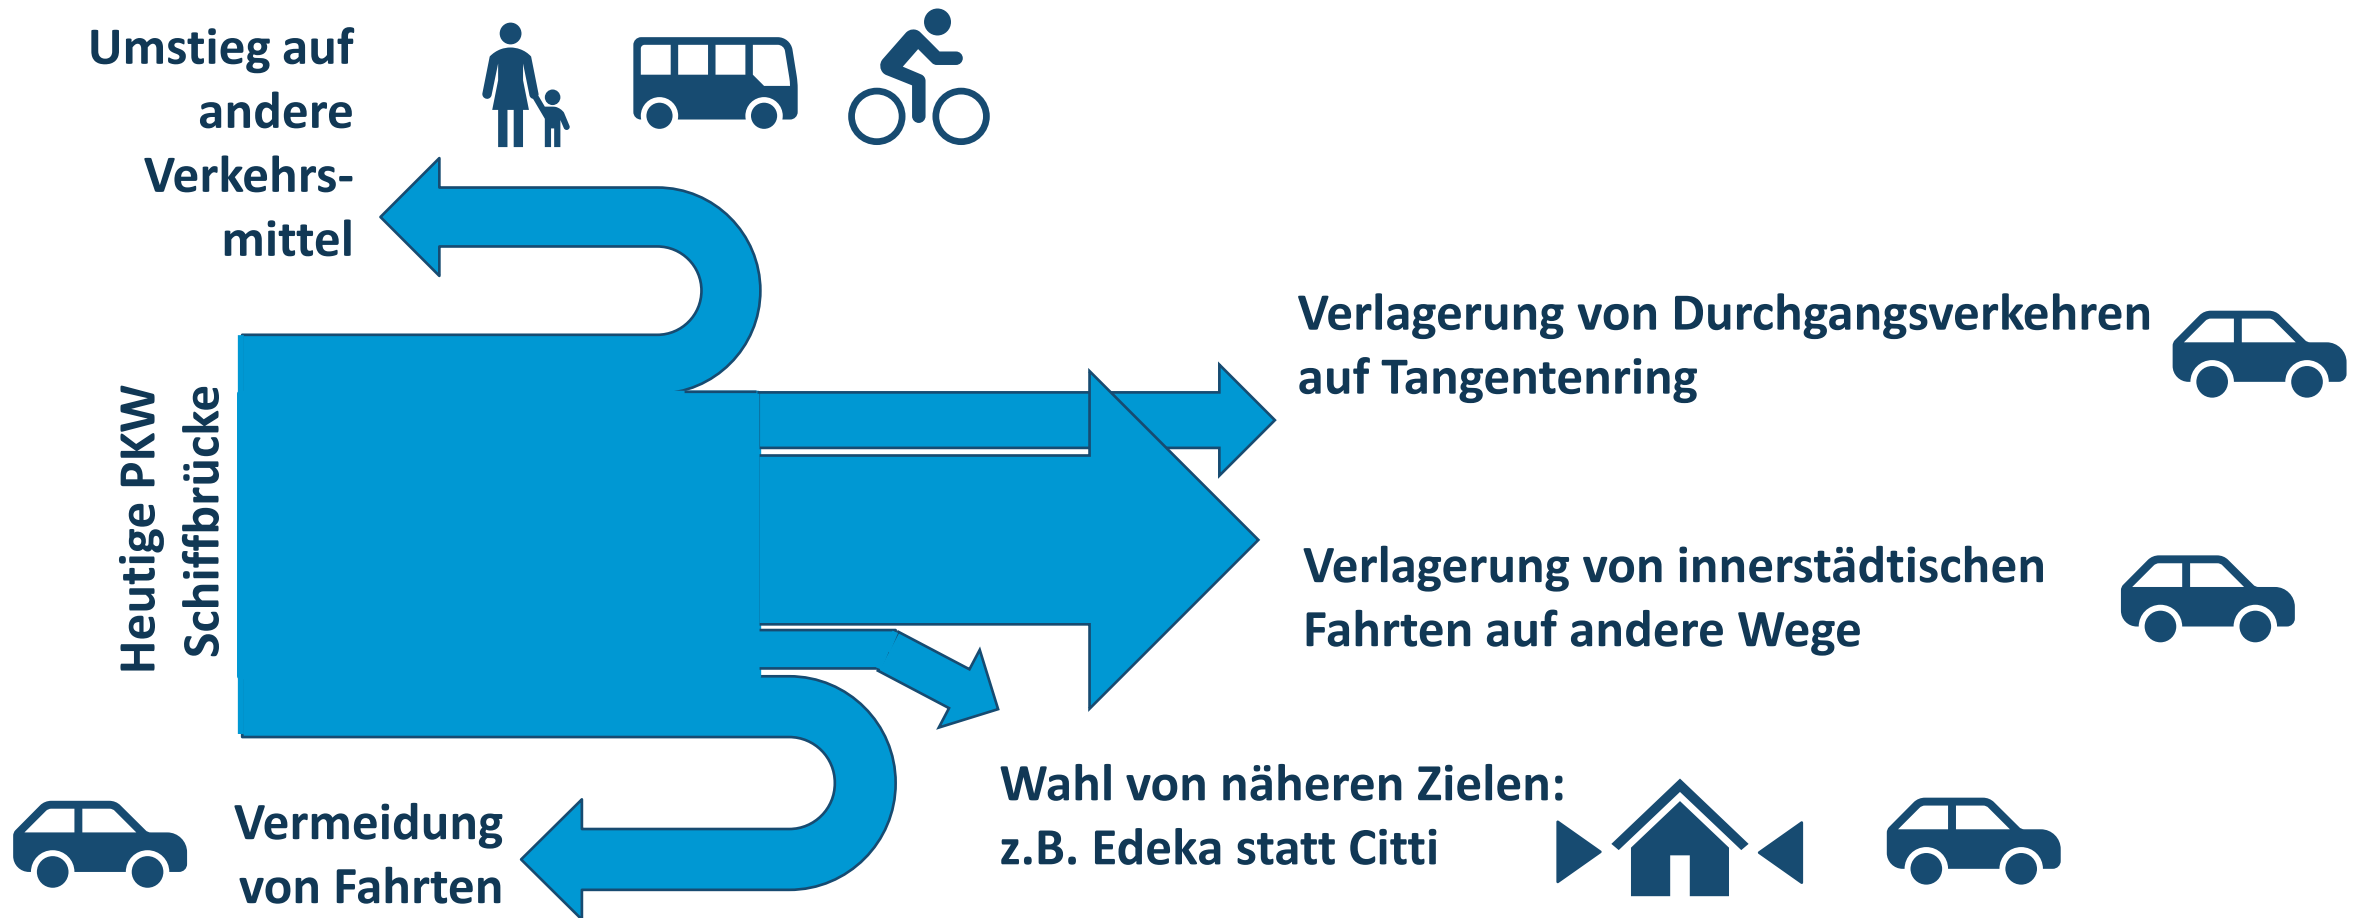 Umstieg auf
andere
Verkehrs-
mittel
Verlagerung von Durchgangsverkehren
auf Tangentenring
Heutige PKW
Schiffbrücke
Verlagerung von innerstädtischen
Fahrten auf andere Wege
Wahl von näheren Zielen:
z.B. Edeka statt Citti
Vermeidung
von Fahrten